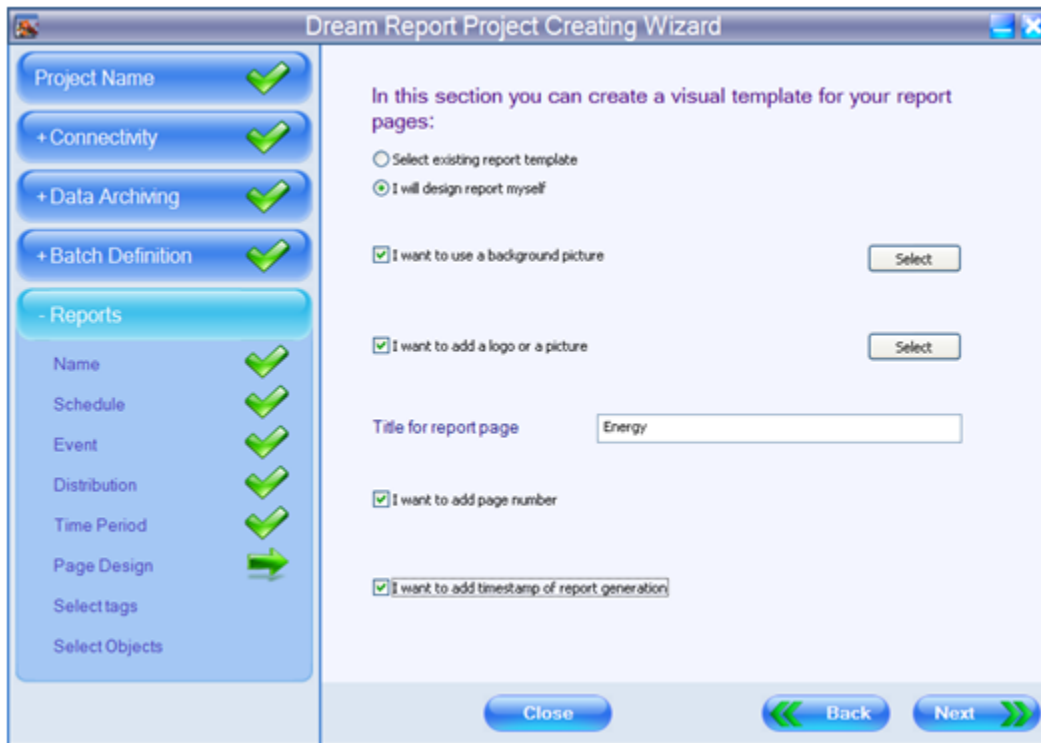 Dream Report Project Creating Wizard
Project Name
+ Connectivity
+ Data Archiving
+ Batch Definition
- Reports
Name
Schedule
Event
Distribution
Time Period
Page Design
Select tags
Select Objects
In this section you can create a visual template for your report
pages:
Select existing report template
I will design report myself
I want to use a background picture
Select
I want to add a logo or a picture
Select
Title for report page
Energy
I want to add page number
I want to add timestamp of report generation
Close
Back
Next